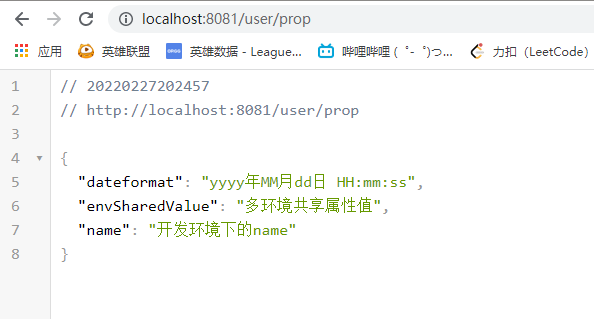 localhost:8081/user/prop
应用 英雄联盟 英雄数据 - League... 哔哩哔哩 ( ゜- ゜)つ... 力扣（LeetCode）
1 // 20220227202457
2 // http://localhost:8081/user/prop
3
4 {
5 "dateformat": "yyyy年MM月dd日 HH:mm:ss",
6 "envSharedValue": "多环境共享属性值",
7 "name": "开发环境下的name"
8 }